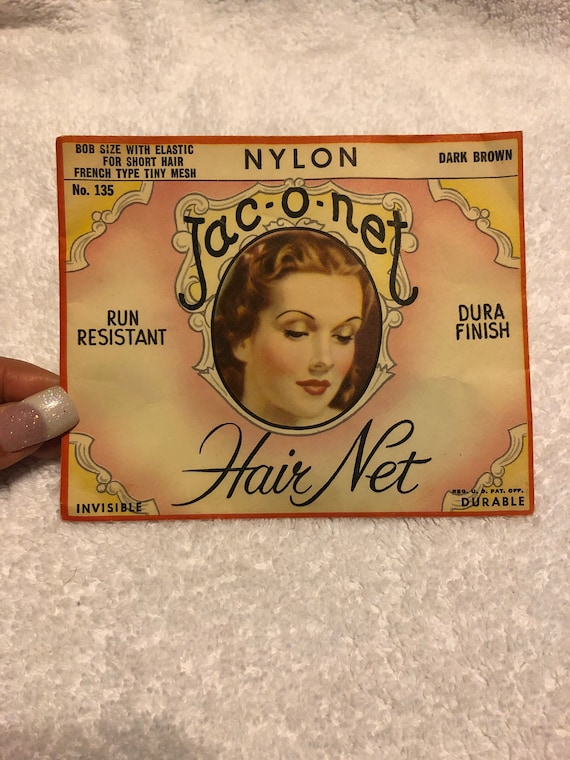 BOB SIZE WITH ELASTIC
FOR SHORT HAIR
FRENCH TYPE TINY MESH
NYLON
DARK BROWN
No. 135
Jac-o-net
RUN
RESISTANT
DURA
FINISH
Hair Net
INVISIBLE
REG. U. S. PAT. OFF.
DURABLE